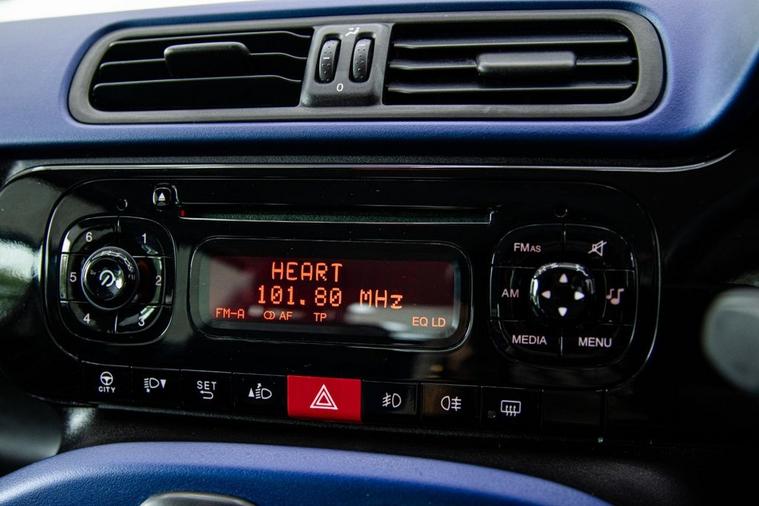 0
6 1
5 2
4 3
HEART
101.80 MHz
FM-A AF TP EQ LD
FMAS
AM
MEDIA MENU
CITY
SET